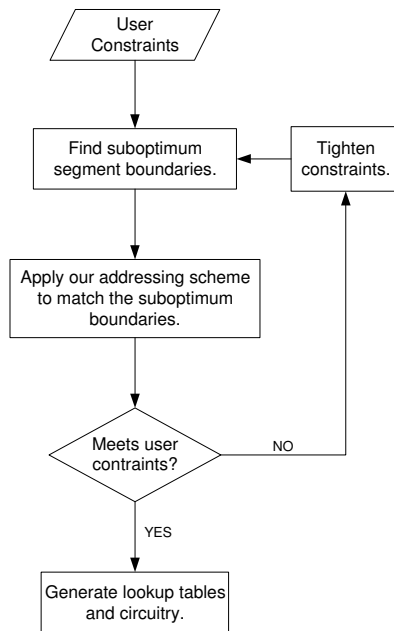 User
Constraints
Find suboptimum
segment boundaries.
Tighten
constraints.
Apply our addressing scheme
to match the suboptimum
boundaries.
Meets user
contraints?
NO
YES
Generate lookup tables
and circuitry.